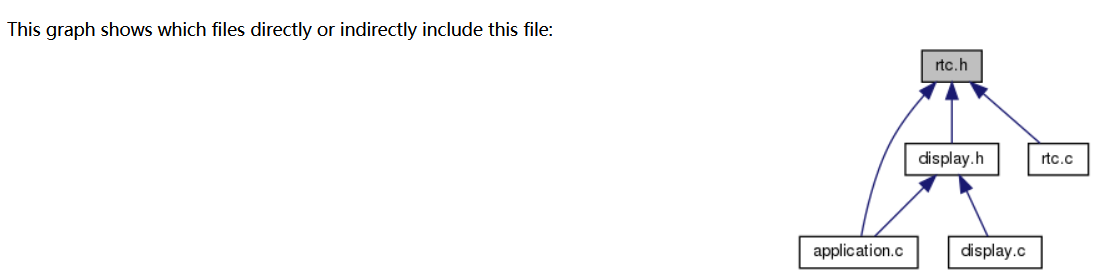 This graph shows which files directly or indirectly include this file:
rtc.h
display.h
rtc.c
application.c
display.c